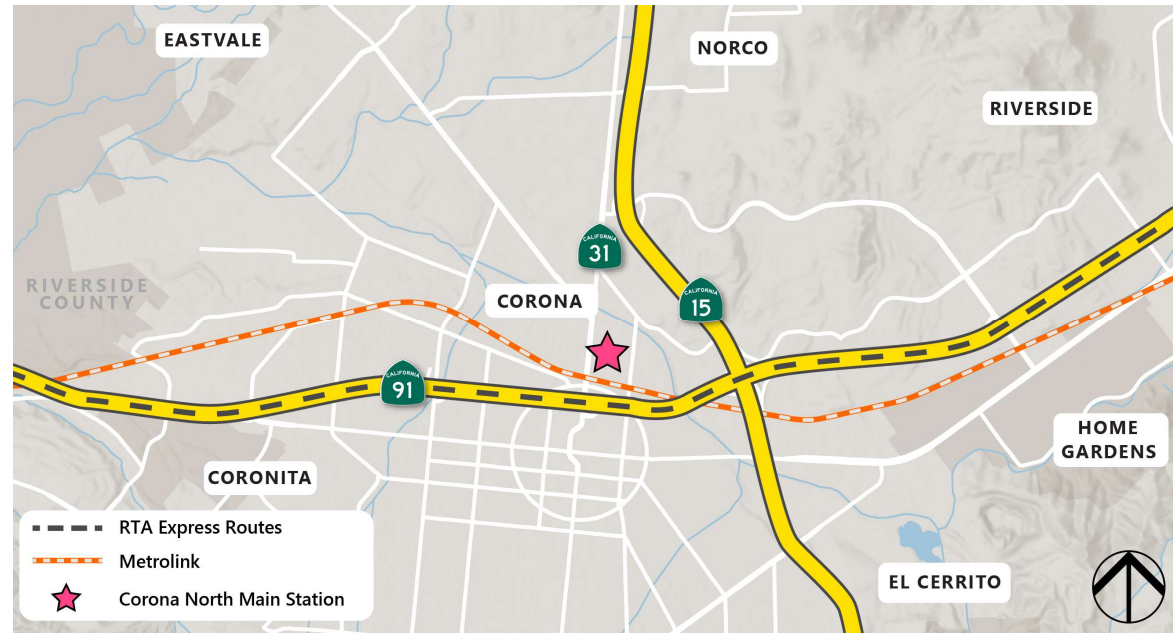 EASTVALE
NORCO
RIVERSIDE
CALIFORNIA
31
RIVERSIDE
COUNTY
CORONA
CALIFORNIA
15
CALIFORNIA
91
HOME
GARDENS
CORONITA
RTA Express Routes
Metrolink
Corona North Main Station
EL CERRITO